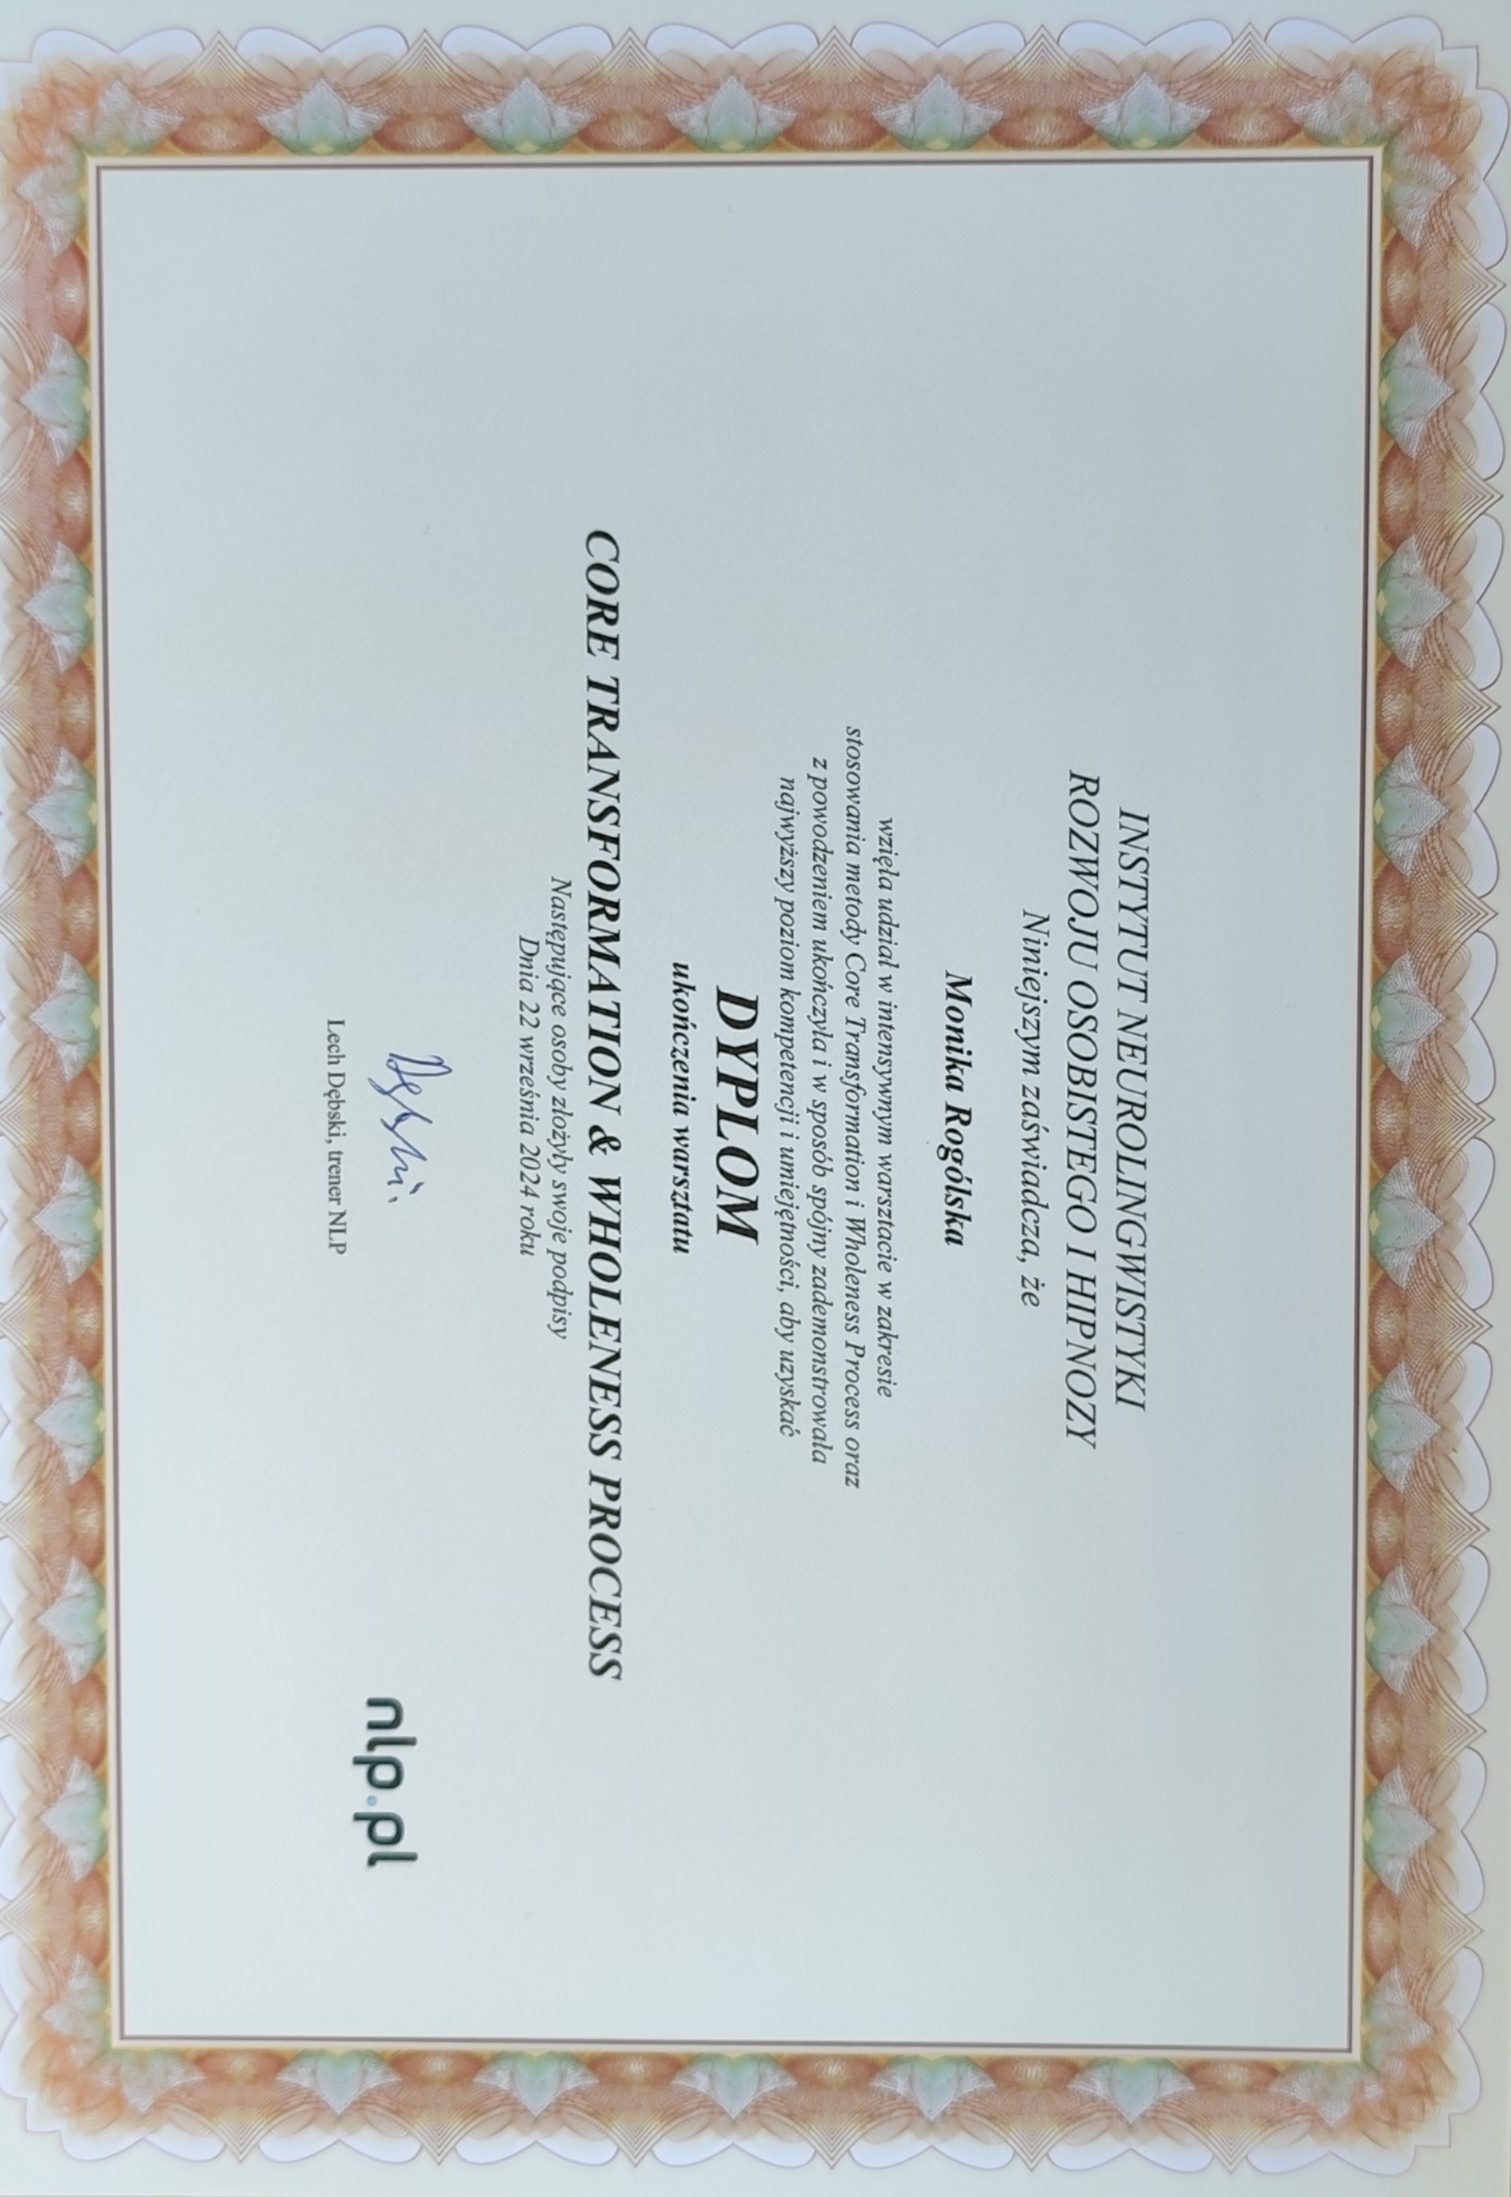 INSTYTUT NEUROLINGWISTYKI
ROZWOJU OSOBISTEGO I HIPNOZY
Niniejszym zaświadcza, że
Monika Rogólska
wzięła udział w intensywnym warsztacie w zakresie
stosowania metody Core Transformation i Wholeness Process oraz
z powodzeniem ukończyła i w sposób spójny zademonstrowała
najwyższy poziom kompetencji i umiejętności, aby uzyskać
DYPLOM
ukończenia warsztatu
CORE TRANSFORMATION & WHOLENESS PROCESS
Następujące osoby złożyły swoje podpisy
Dnia 22 września 2024 roku
Lech Dębski, trener NLP
nlp.pl